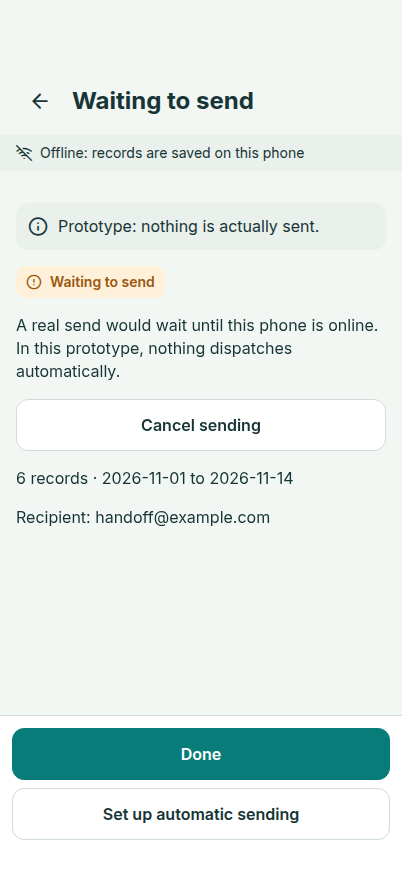 Waiting to send
Offline: records are saved on this phone
Prototype: nothing is actually sent.
Waiting to send
A real send would wait until this phone is online.
In this prototype, nothing dispatches
automatically.
Cancel sending
6 records · 2026-11-01 to 2026-11-14
Recipient: handoff@example.com
Done
Set up automatic sending